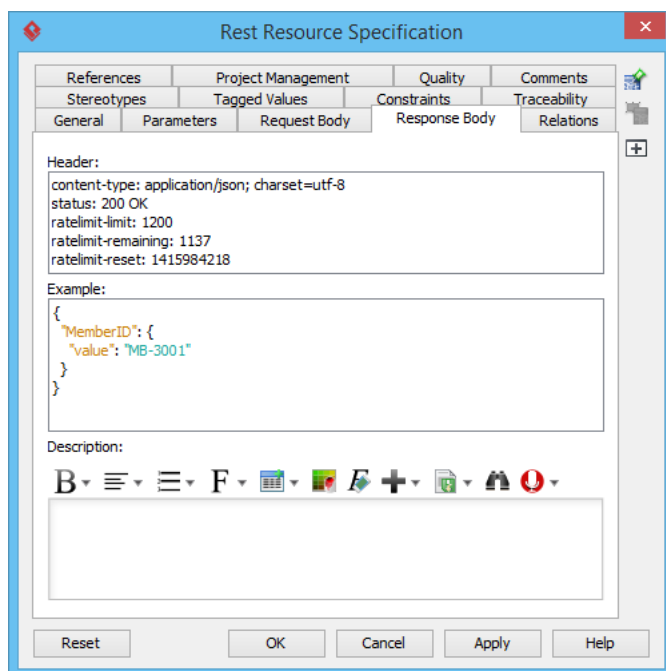 Rest Resource Specification
References Project Management Quality Comments
Stereotypes Tagged Values Constraints Traceability
General Parameters Request Body Response Body Relations
Header:
content-type: application/json; charset=utf-8
status: 200 OK
ratelimit-limit: 1200
ratelimit-remaining: 1137
ratelimit-reset: 1415984218
Example:
{
"MemberID": {
"value": "MB-3001"
}
}
Description:
B F F
Reset OK Cancel Apply Help